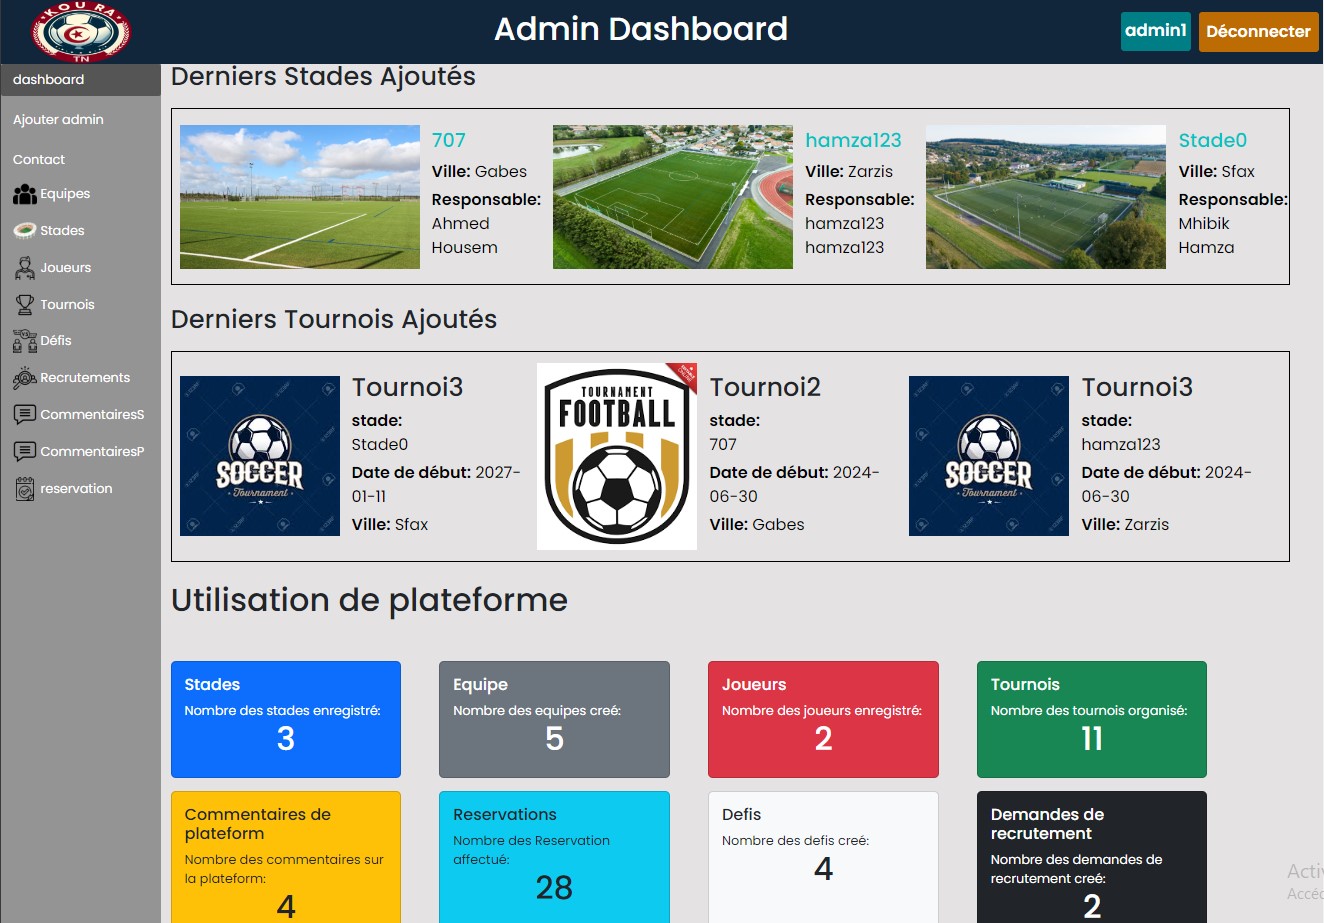 KOURA
TN
Admin Dashboard
admin1
Déconnecter
dashboard
Ajouter admin
Contact
Equipes
Stades
Joueurs
Tournois
Défis
Recrutements
CommentairesS
CommentairesP
reservation
Derniers Stades Ajoutés
707
Ville: Gabes
Responsable:
Ahmed
Housem
hamza123
Ville: Zarzis
Responsable:
hamza123
hamza123
Stade0
Ville: Sfax
Responsable:
Mhibik
Hamza
Derniers Tournois Ajoutés
SOCCER
Tournament
Tournoi3
stade:
Stade0
Date de début: 2027-
01-11
Ville: Sfax
TOURNAMENT
FOOTBALL
Tournoi2
stade:
707
Date de début: 2024-
06-30
Ville: Gabes
SOCCER
Tournament
Tournoi3
stade:
hamza123
Date de début: 2024-
06-30
Ville: Zarzis
Utilisation de plateforme
Stades
Nombre des stades enregistré:
3
Equipe
Nombre des equipes creé:
5
Joueurs
Nombre des joueurs enregistré:
2
Tournois
Nombre des tournois organisé:
11
Commentaires de
plateform
Nombre des commentaires sur
la plateform:
4
Reservations
Nombre des Reservation
affectué:
28
Defis
Nombre des defis creé:
4
Demandes de
recrutement
Nombre des demandes de
recrutement creé:
2
Activ
Accéd